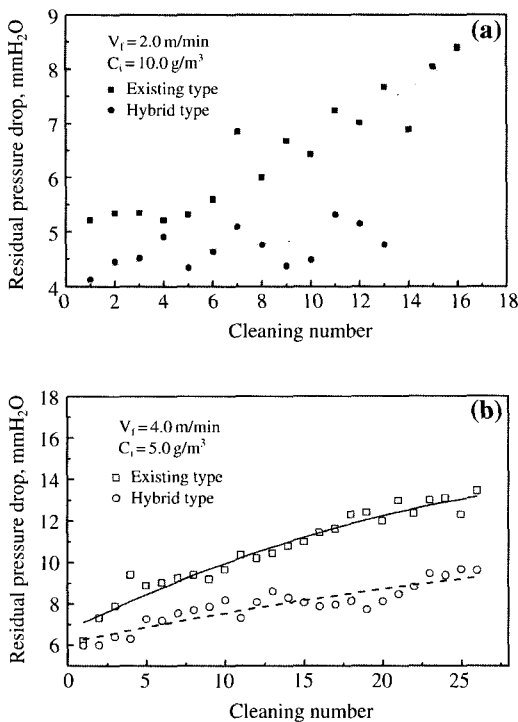 (a)
V_f = 2.0 m/min
C_i = 10.0 g/m³
Existing type
Hybrid type
Residual pressure drop, mmH₂O
9
8
7
6
5
4
0 2 4 6 8 10 12 14 16 18
Cleaning number
(b)
V_f = 4.0 m/min
C_i = 5.0 g/m³
Existing type
Hybrid type
Residual pressure drop, mmH₂O
18
16
14
12
10
8
6
0 5 10 15 20 25
Cleaning number